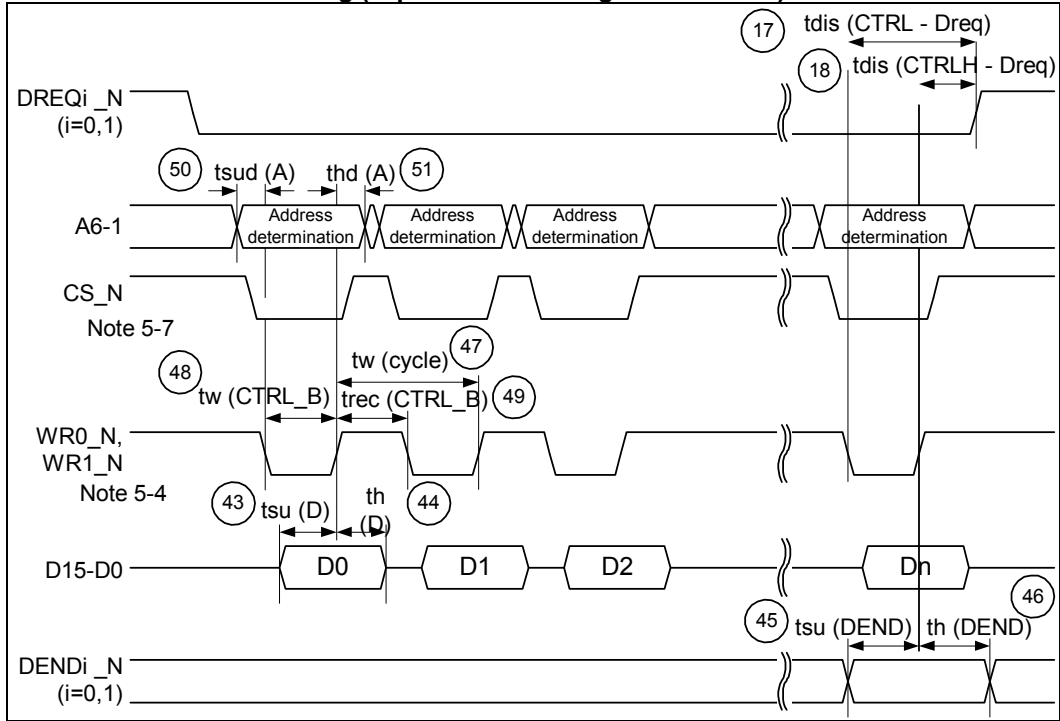 17 tdis (CTRL - Dreq)
18 tdis (CTRLH - Dreq)
DREQi _N
(i=0,1)
50 tsud (A) thd (A) 51
A6-1
Address determination
Address determination
Address determination
Address determination
CS_N
Note 5-7
47
tw (cycle)
48
tw (CTRL_B) trec (CTRL_B) 49
WR0_N,
WR1_N
Note 5-4
43 tsu (D) th (D) 44
D15-D0 D0 D1 D2 Dn
46
45 tsu (DEND) th (DEND)
DENDi _N
(i=0,1)